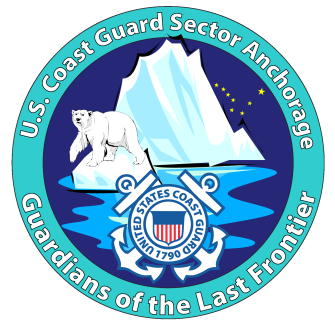 U.S. Coast Guard Sector Anchorage
UNITED STATES COAST GUARD
1790
Guardians of the Last Frontier